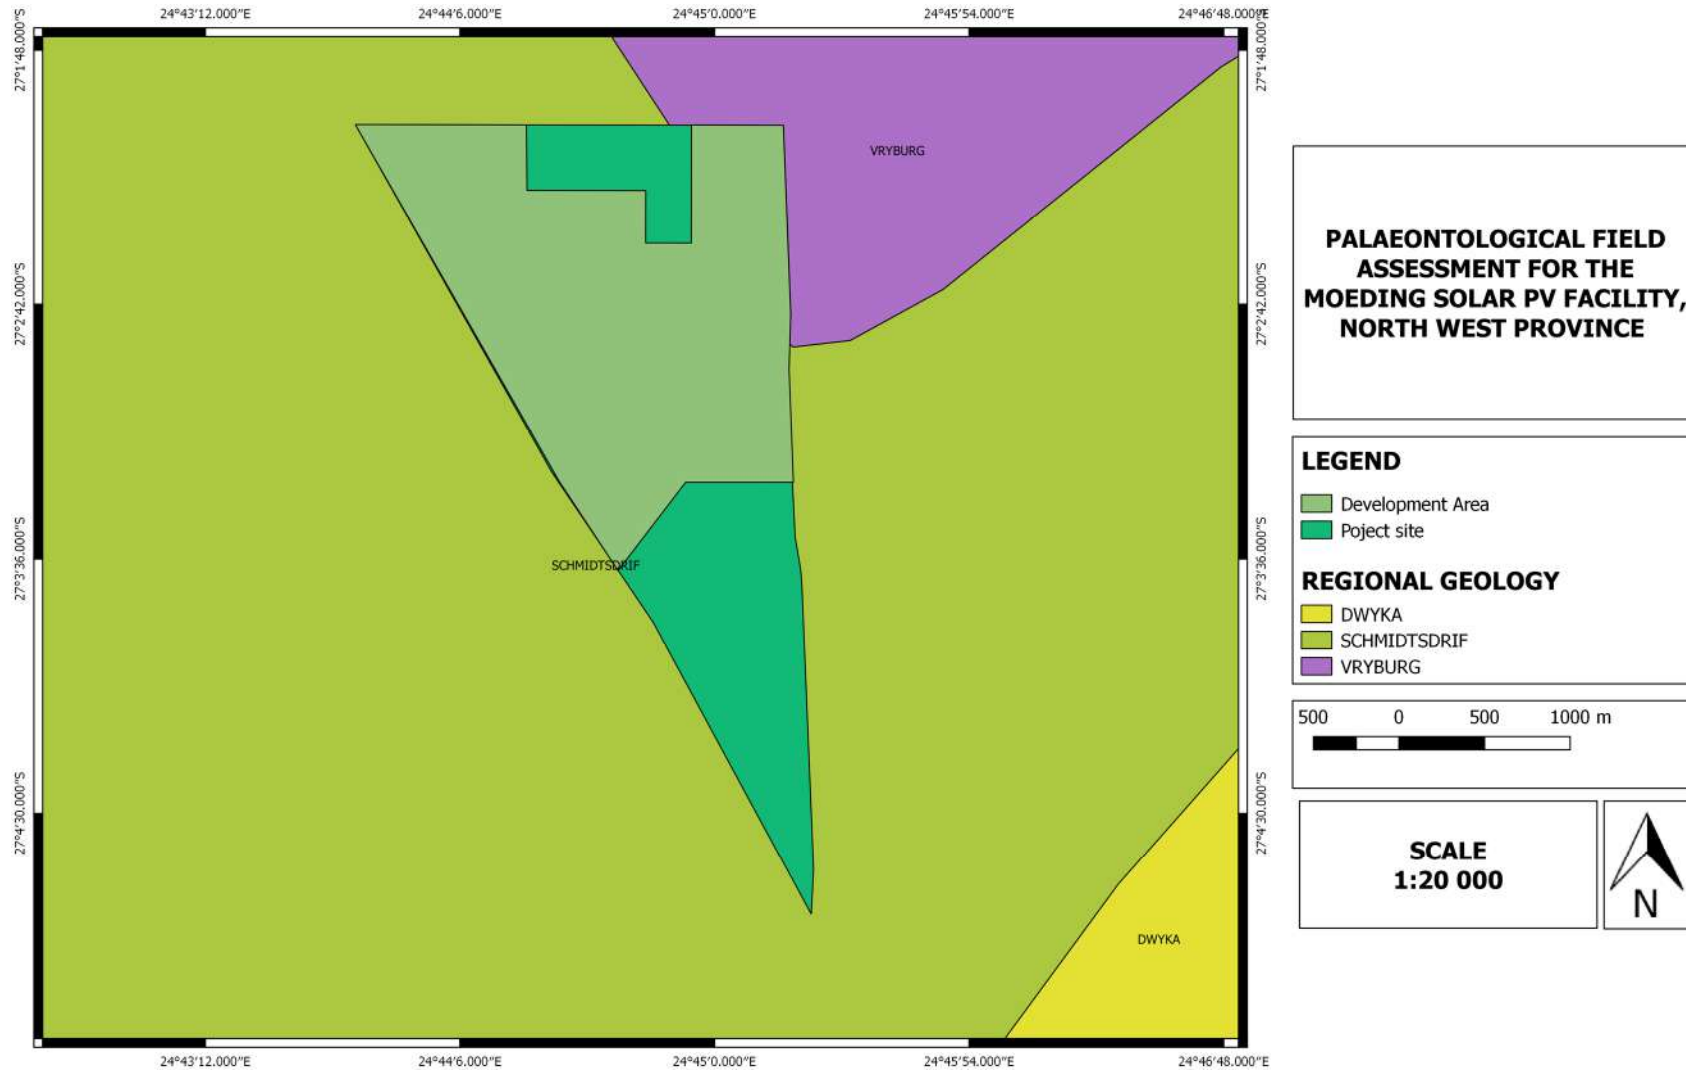 24°43'12.000"E
24°44'6.000"E
24°45'0.000"E
24°45'54.000"E
24°46'48.000"E
27°1'48.000"S
27°1'48.000"S
VRYBURG
27°2'42.000"S
27°2'42.000"S
SCHMIDTSDRIF
27°3'36.000"S
27°3'36.000"S
27°4'30.000"S
27°4'30.000"S
DWYKA
24°43'12.000"E
24°44'6.000"E
24°45'0.000"E
24°45'54.000"E
24°46'48.000"E
PALAEONTOLOGICAL FIELD
ASSESSMENT FOR THE
MOEDING SOLAR PV FACILITY,
NORTH WEST PROVINCE
LEGEND
Development Area
Poject site
REGIONAL GEOLOGY
DWYKA
SCHMIDTSDRIF
VRYBURG
500 0 500 1000 m
SCALE
1:20 000
N